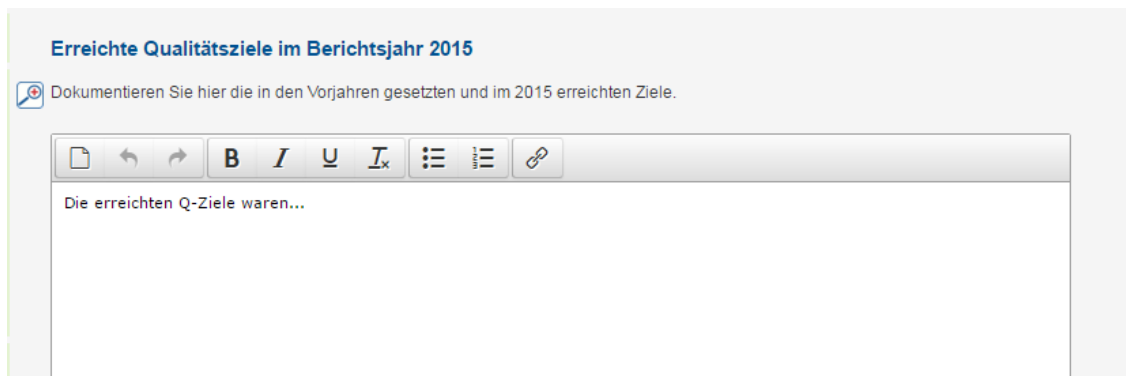 Erreichte Qualitätsziele im Berichtsjahr 2015
Dokumentieren Sie hier die in den Vorjahren gesetzten und im 2015 erreichten Ziele.
B I U Ix
Die erreichten Q-Ziele waren...